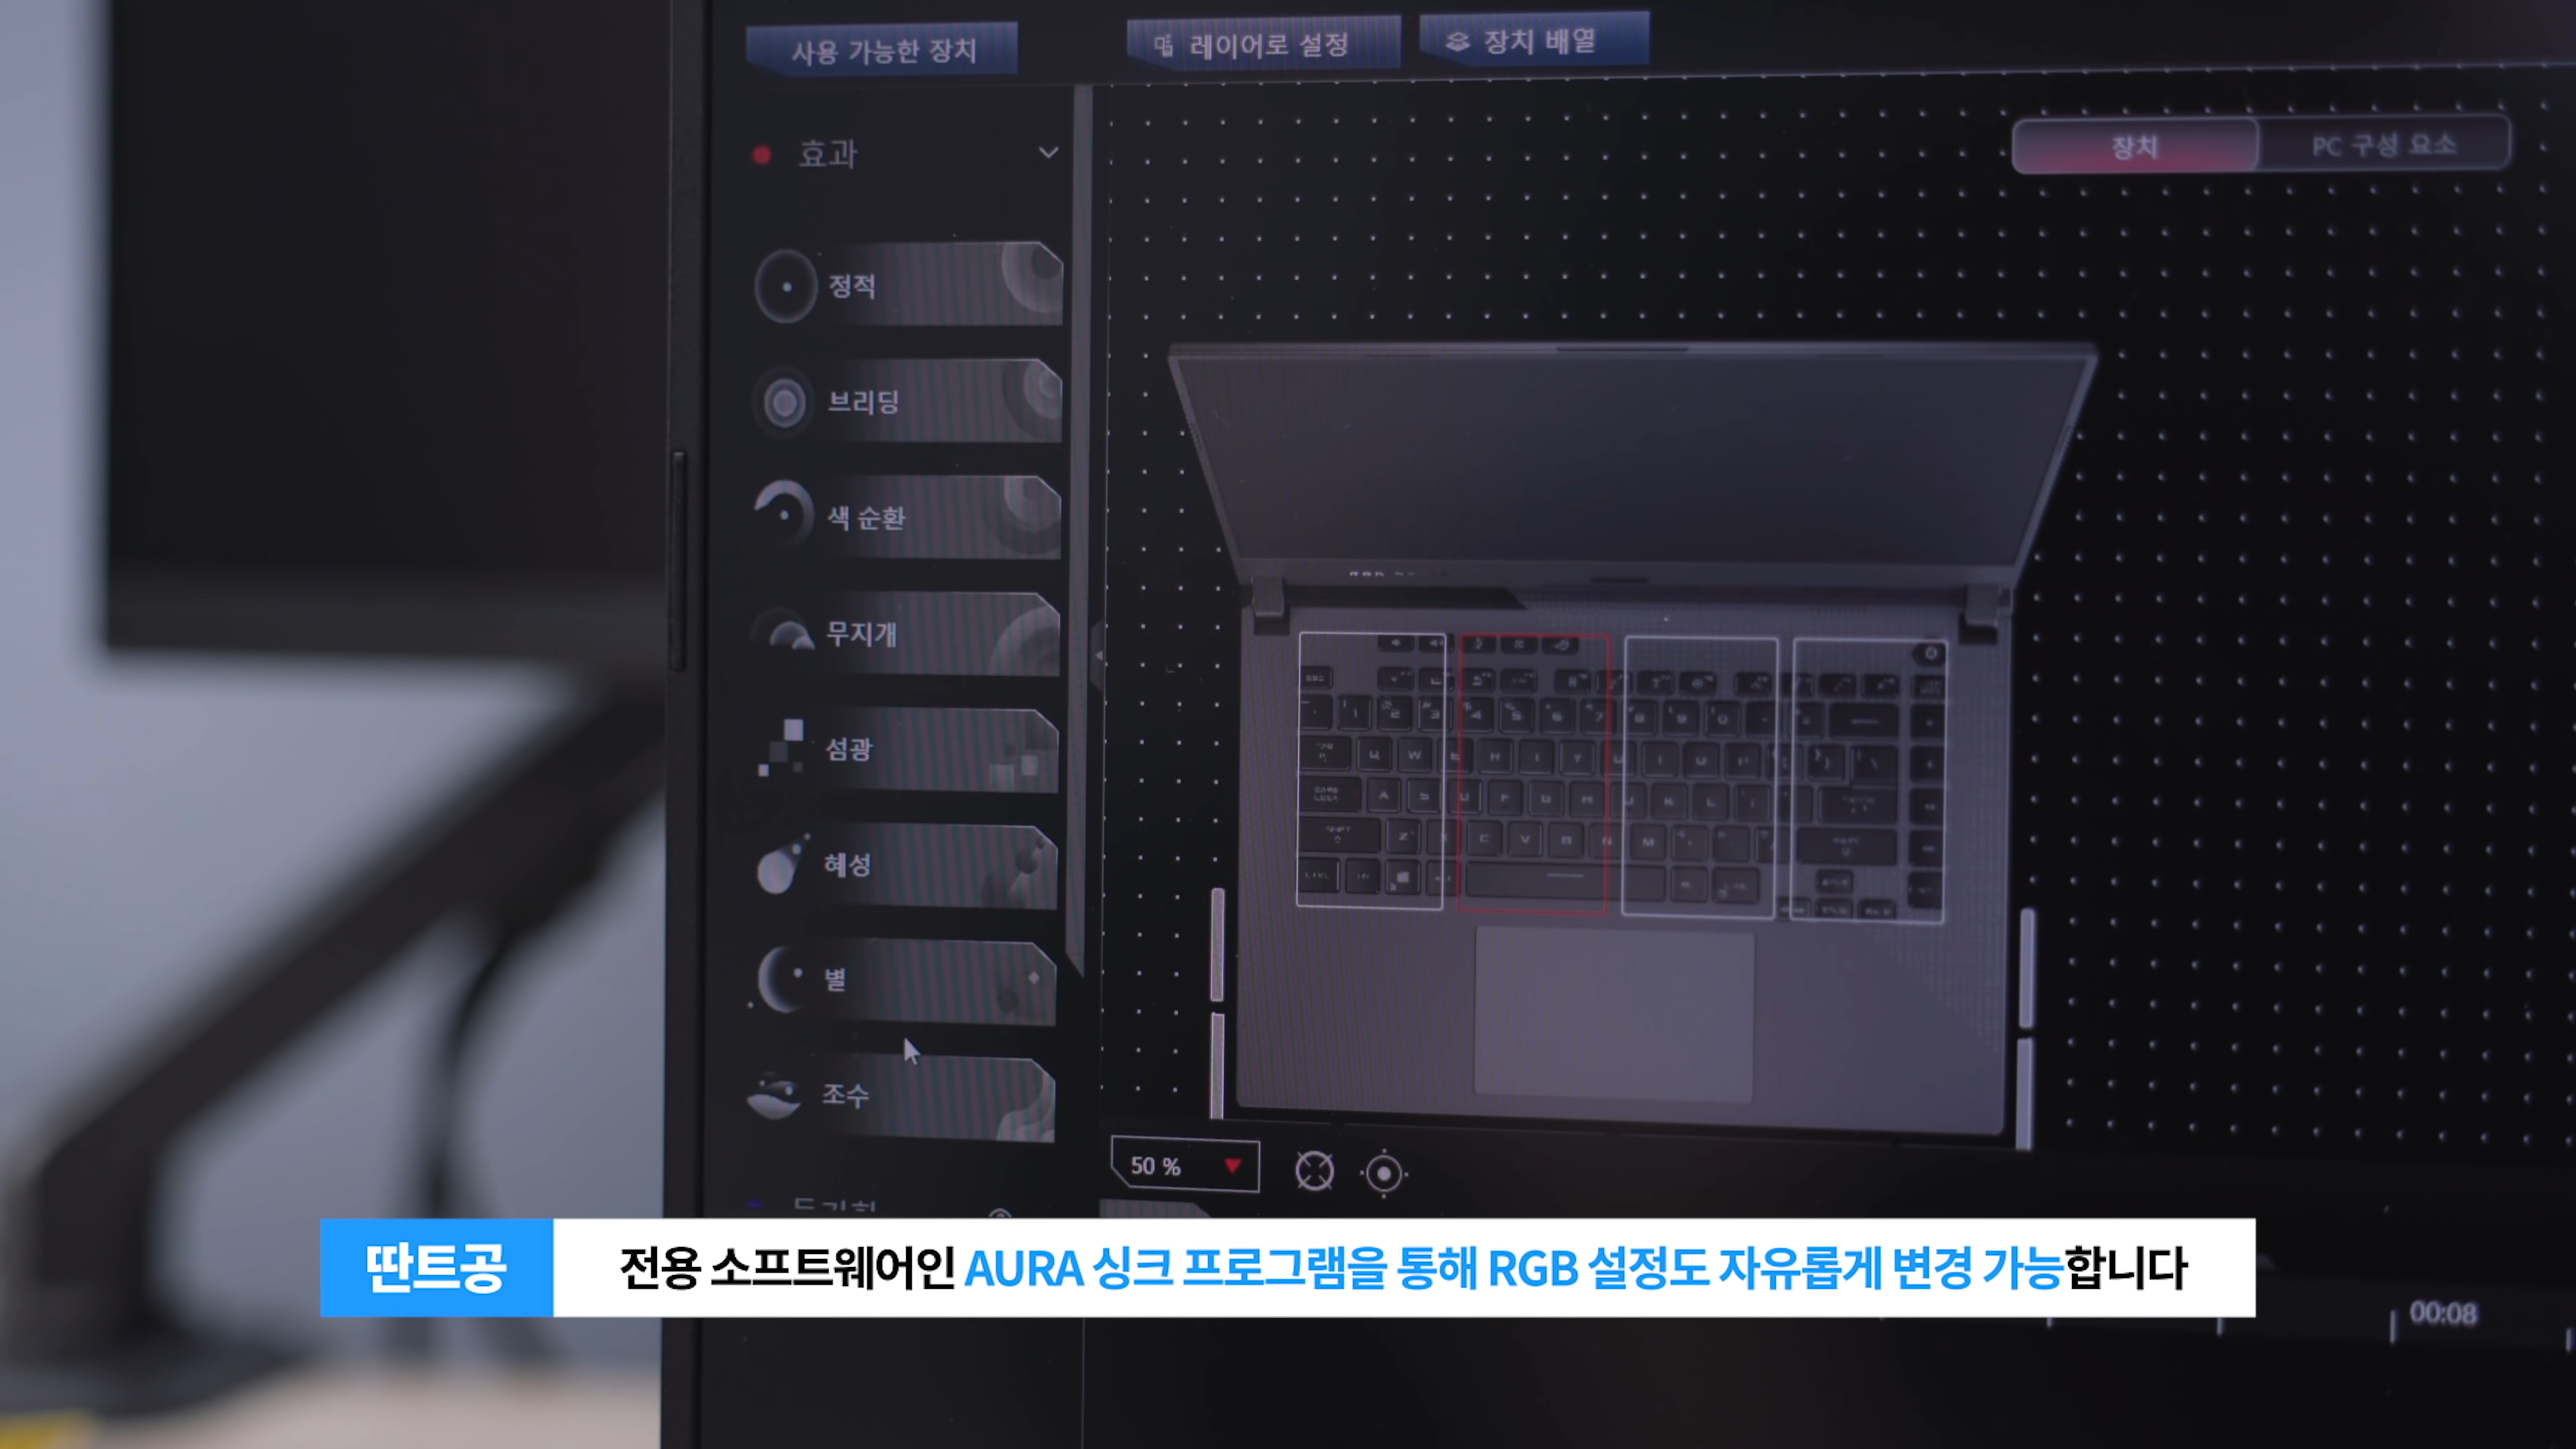 사용 가능한 장치
레이어로 설정
장치 배열
효과
장치
PC 구성 요소
정적
브리딩
색 순환
무지개
섬광
혜성
별
조수
50 %
딴트공
전용 소프트웨어인 AURA 싱크 프로그램을 통해 RGB 설정도 자유롭게 변경 가능합니다
00:08